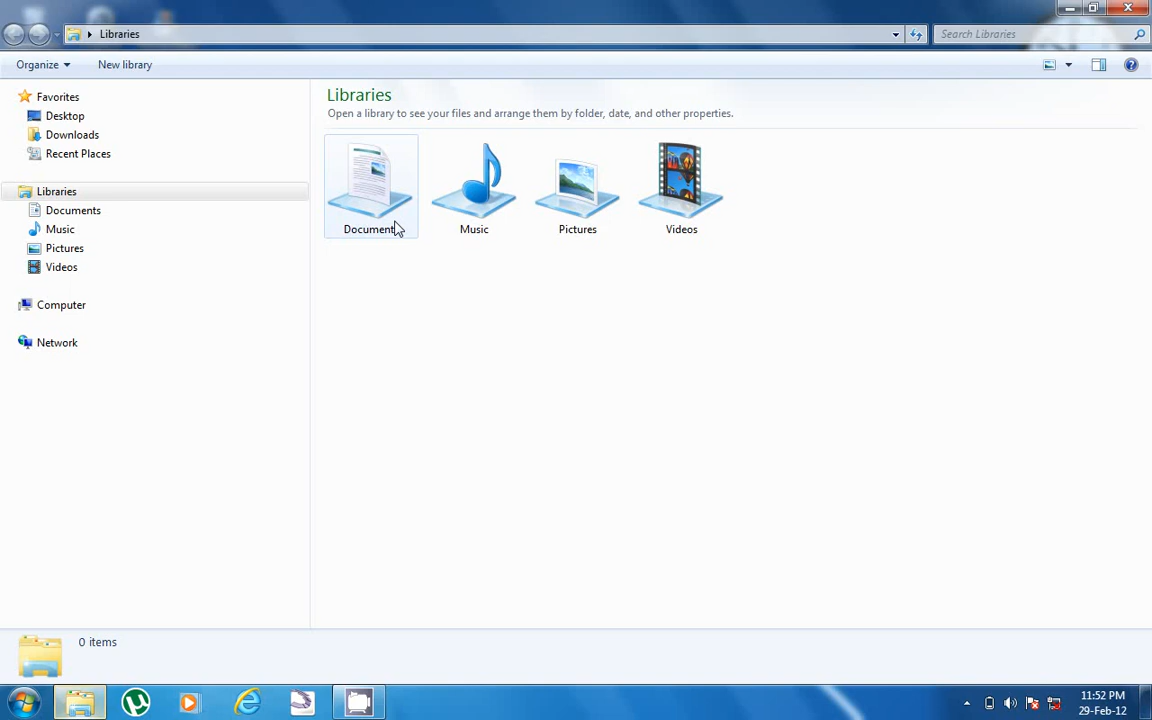 Libraries
Search Libraries
Organize
New library
Favorites
Desktop
Downloads
Recent Places
Libraries
Documents
Music
Pictures
Videos
Computer
Network
Libraries
Open a library to see your files and arrange them by folder, date, and other properties.
Documents
Music
Pictures
Videos
0 items
11:52 PM
29-Feb-12